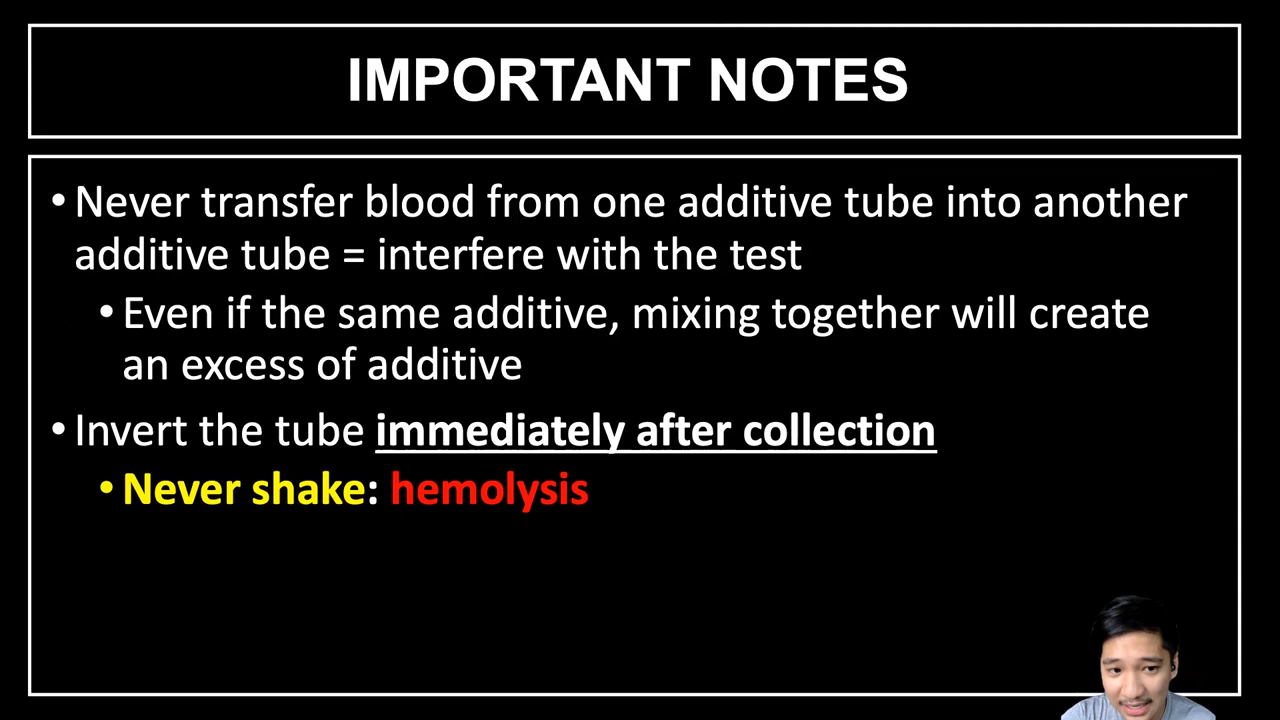 IMPORTANT NOTES
• Never transfer blood from one additive tube into another
additive tube = interfere with the test
• Even if the same additive, mixing together will create
an excess of additive
• Invert the tube immediately after collection
• Never shake: hemolysis